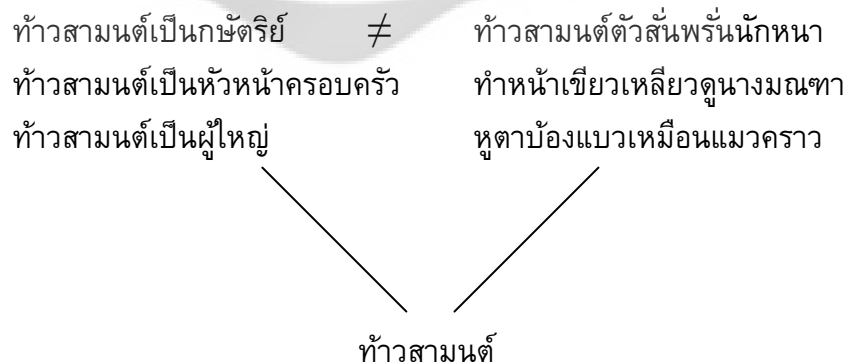 ท้าวสามนต์เป็นกษัตริย์ ≠ ท้าวสามนต์ตัวสั่นพรั่นนักหนา
ท้าวสามนต์เป็นหัวหน้าครอบครัว ทำหน้าเขียวเหลียวดูนางมณฑา
ท้าวสามนต์เป็นผู้ใหญ่ หูตาบ้องแบวเหมือนแมวคราว
ท้าวสามนต์